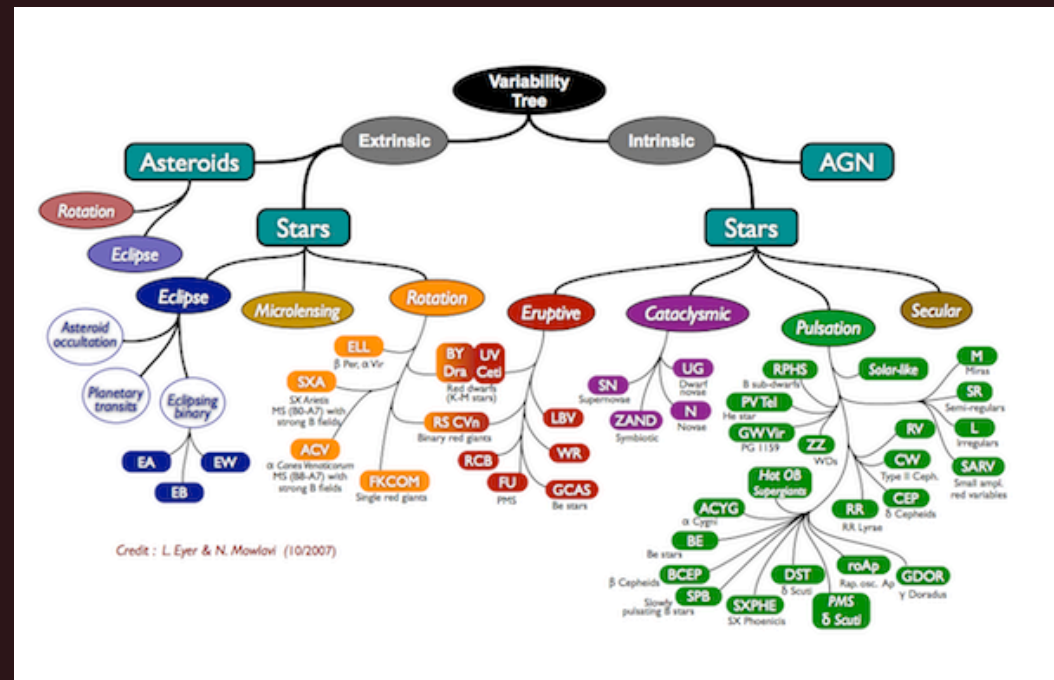 Variability
Tree
Extrinsic
Intrinsic
Asteroids
AGN
Rotation
Eclipse
Stars
Stars
Eclipse
Microlensing
Rotation
Eruptive
Cataclysmic
Pulsation
Secular
Asteroid
occultation
Planetary
transits
Eclipsing
binary
EA
EB
EW
ELL
β Per, α Vir
SXA
SX Arietis
MS (B0-A7) with
strong B fields
ACV
α Canes Venaticorum
MS (B8-A7) with
strong B fields
FKCOM
Single red giants
BY
Dra
UV
Ceti
Red dwarfs
(K-M stars)
RS CVn
Binary red giants
LBV
WR
RCB
FU
PMS
GCAS
Be stars
SN
Supernovae
UG
Dwarf
novae
ZAND
Symbiotic
N
Novae
RPHS
B sub-dwarfs
Solar-like
PV Tel
He star
GW Vir
PG 1159
ZZ
WDs
M
Miras
SR
Semi-regulars
L
Irregulars
SARV
Small ampl.
red variables
RV
CW
Type II Ceph.
CEP
δ Cepheids
RR
RR Lyrae
Hot OB
Supergiants
ACYG
α Cygni
BE
Be stars
BCEP
β Cepheids
SPB
Slowly
pulsating B stars
SXPHE
SX Phoenicis
DST
δ Scuti
PMS
δ Scuti
roAp
Rap. osc. Ap
GDOR
γ Doradus
Credit : L. Eyer & N. Mowlavi (10/2007)